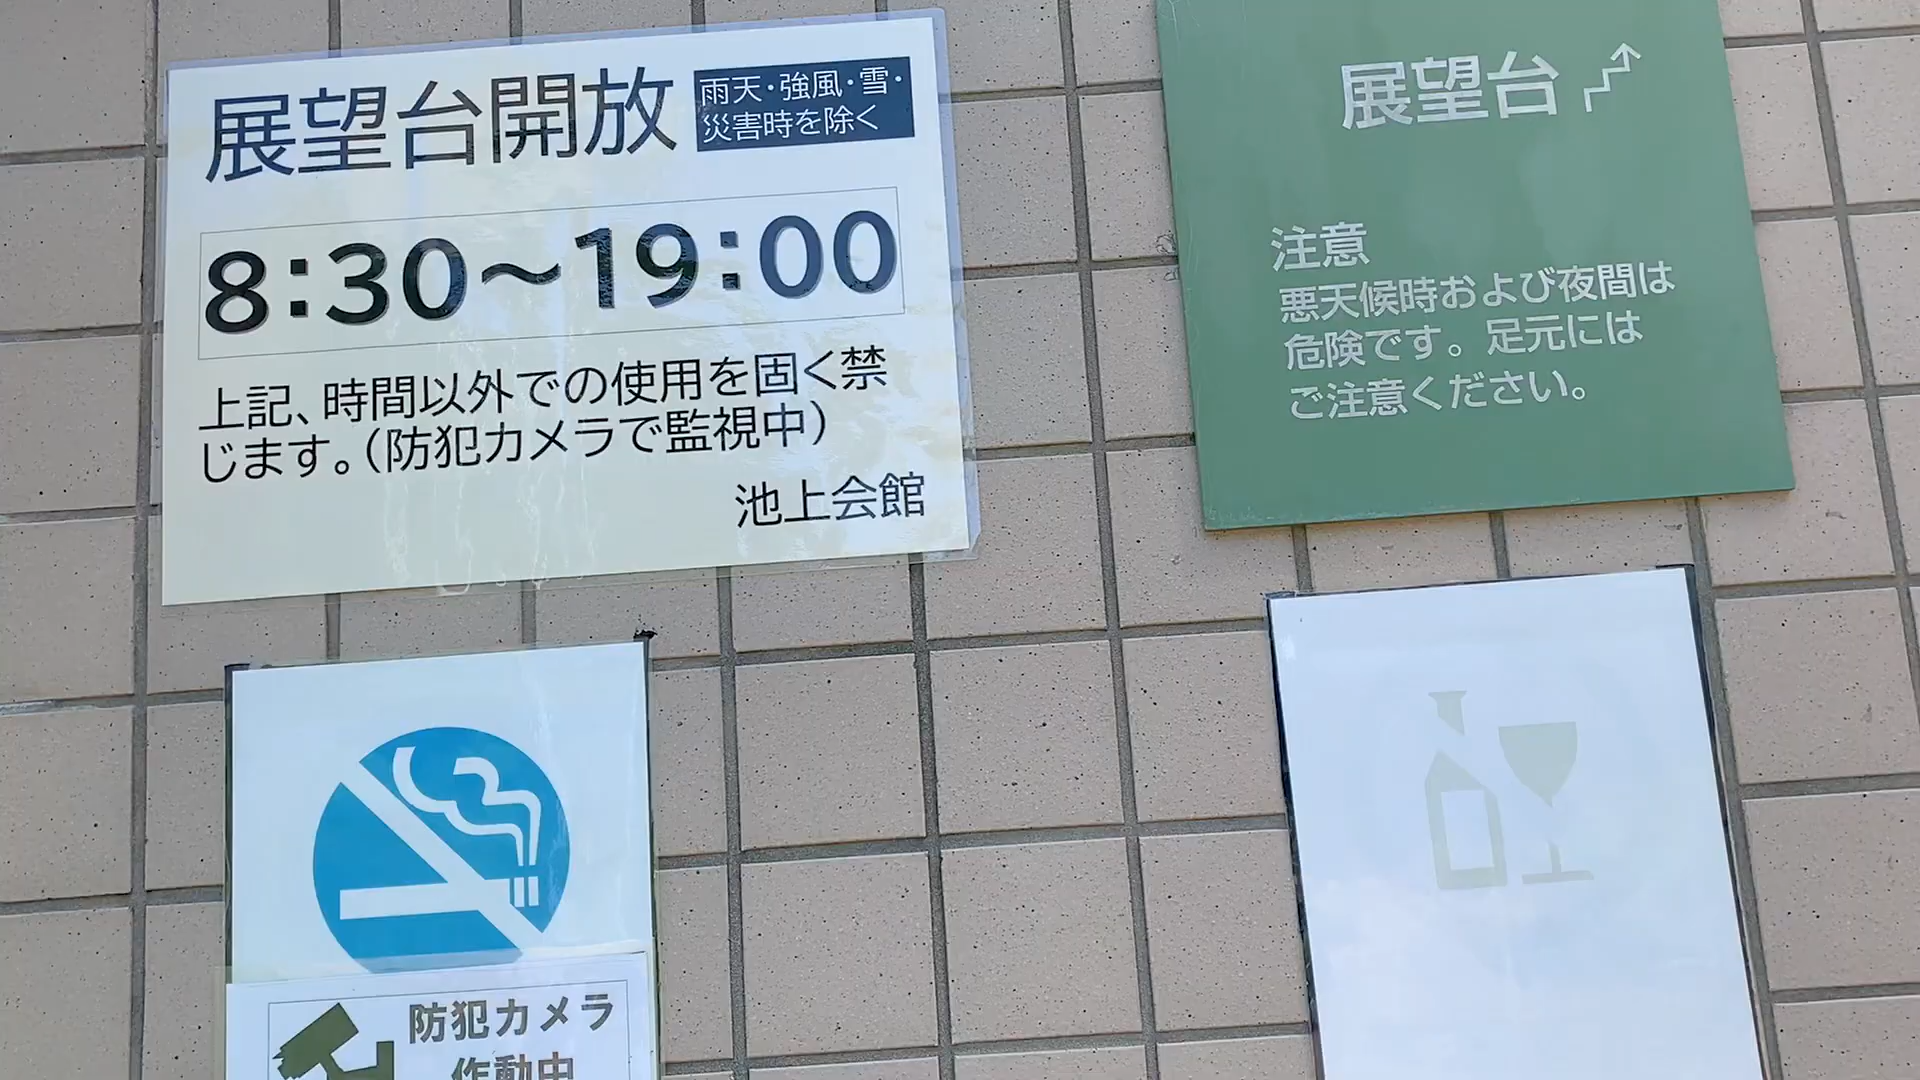 展望台開放
雨天・強風・雪・
災害時を除く
8:30～19:00
上記、時間以外での使用を固く禁
じます。（防犯カメラで監視中）
池上会館
展望台
注意
悪天候時および夜間は
危険です。足元には
ご注意ください。
防犯カメラ
作動中